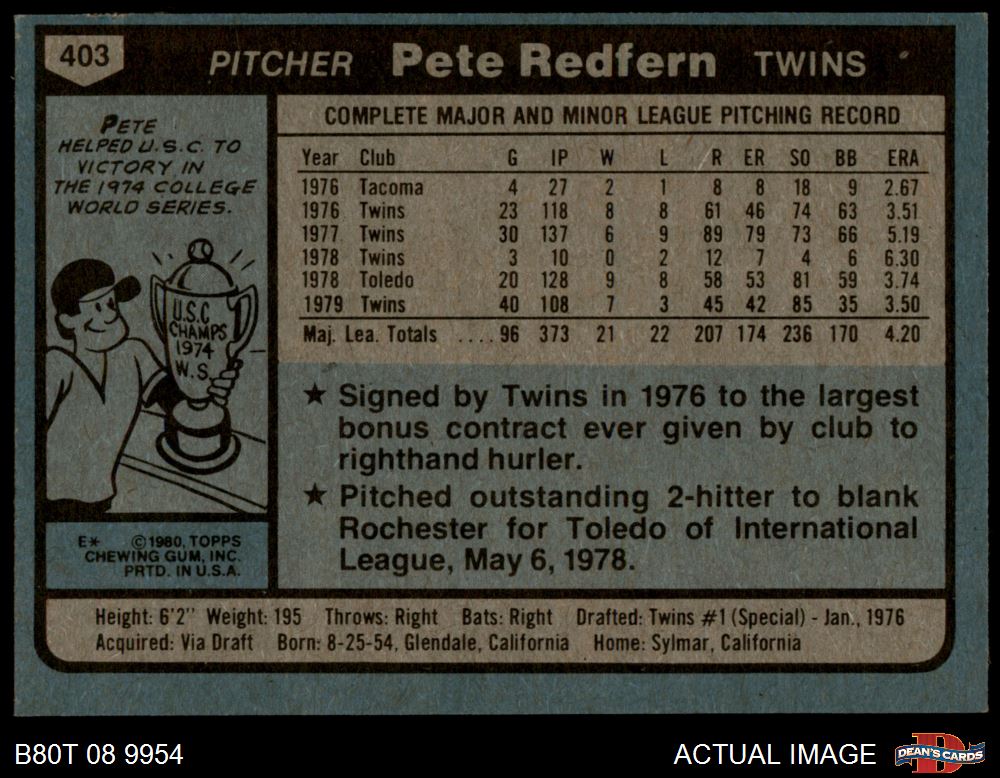 403
PITCHER Pete Redfern TWINS
PETE
HELPED U.S.C. TO
VICTORY IN
THE 1974 COLLEGE
WORLD SERIES.
U.S.C
CHAMPS
1974
W.S.
E* ©1980, TOPPS
CHEWING GUM, INC.
PRTD. IN U.S.A.
COMPLETE MAJOR AND MINOR LEAGUE PITCHING RECORD
Year Club G IP W L R ER SO BB ERA
1976 Tacoma 4 27 2 1 8 8 18 9 2.67
1976 Twins 23 118 8 8 61 46 74 63 3.51
1977 Twins 30 137 6 9 89 79 73 66 5.19
1978 Twins 3 10 0 2 12 7 4 6 6.30
1978 Toledo 20 128 9 8 58 53 81 59 3.74
1979 Twins 40 108 7 3 45 42 85 35 3.50
Maj. Lea. Totals .... 96 373 21 22 207 174 236 170 4.20
★ Signed by Twins in 1976 to the largest
bonus contract ever given by club to
righthand hurler.
★ Pitched outstanding 2-hitter to blank
Rochester for Toledo of International
League, May 6, 1978.
Height: 6'2" Weight: 195 Throws: Right Bats: Right Drafted: Twins #1 (Special) - Jan., 1976
Acquired: Via Draft Born: 8-25-54, Glendale, California Home: Sylmar, California
B80T 08 9954
ACTUAL IMAGE
D
DEAN'S CARDS